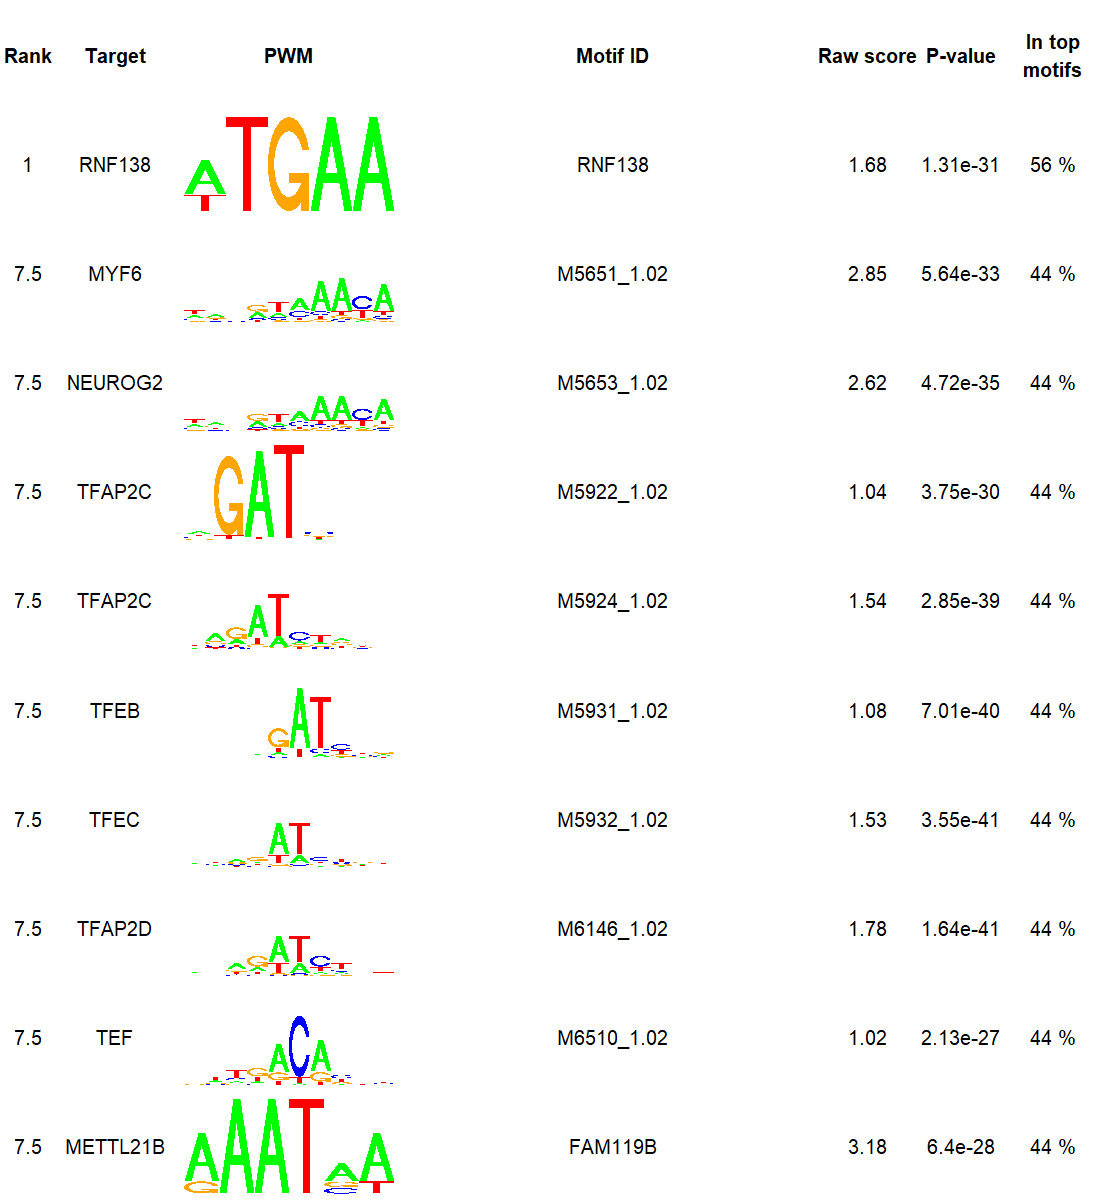 Rank Target PWM Motif ID Raw score P-value In top motifs
1 RNF138 ATGAA RNF138 1.68 1.31e-31 56 %
7.5 MYF6 M5651_1.02 2.85 5.64e-33 44 %
7.5 NEUROG2 M5653_1.02 2.62 4.72e-35 44 %
7.5 TFAP2C GAT M5922_1.02 1.04 3.75e-30 44 %
7.5 TFAP2C M5924_1.02 1.54 2.85e-39 44 %
7.5 TFEB GAT M5931_1.02 1.08 7.01e-40 44 %
7.5 TFEC AT M5932_1.02 1.53 3.55e-41 44 %
7.5 TFAP2D M6146_1.02 1.78 1.64e-41 44 %
7.5 TEF ACA M6510_1.02 1.02 2.13e-27 44 %
7.5 METTL21B AAATAA FAM119B 3.18 6.4e-28 44 %